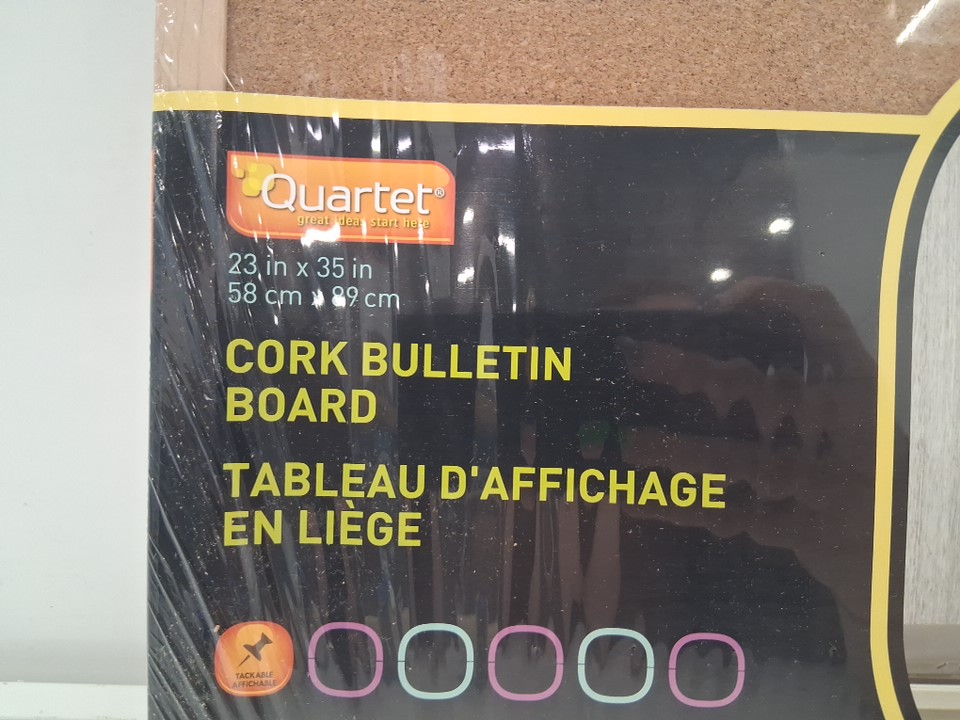 Quartet®
great ideas start here
23 in x 35 in
58 cm x 89 cm
CORK BULLETIN
BOARD
TABLEAU D'AFFICHAGE
EN LIÈGE
TACKABLE
AFFICHABLE